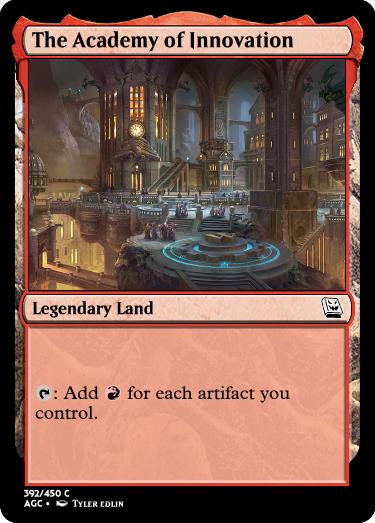 The Academy of Innovation
Legendary Land
: Add for each artifact you
control.
392/450 C
AGC • Tyler Edlin